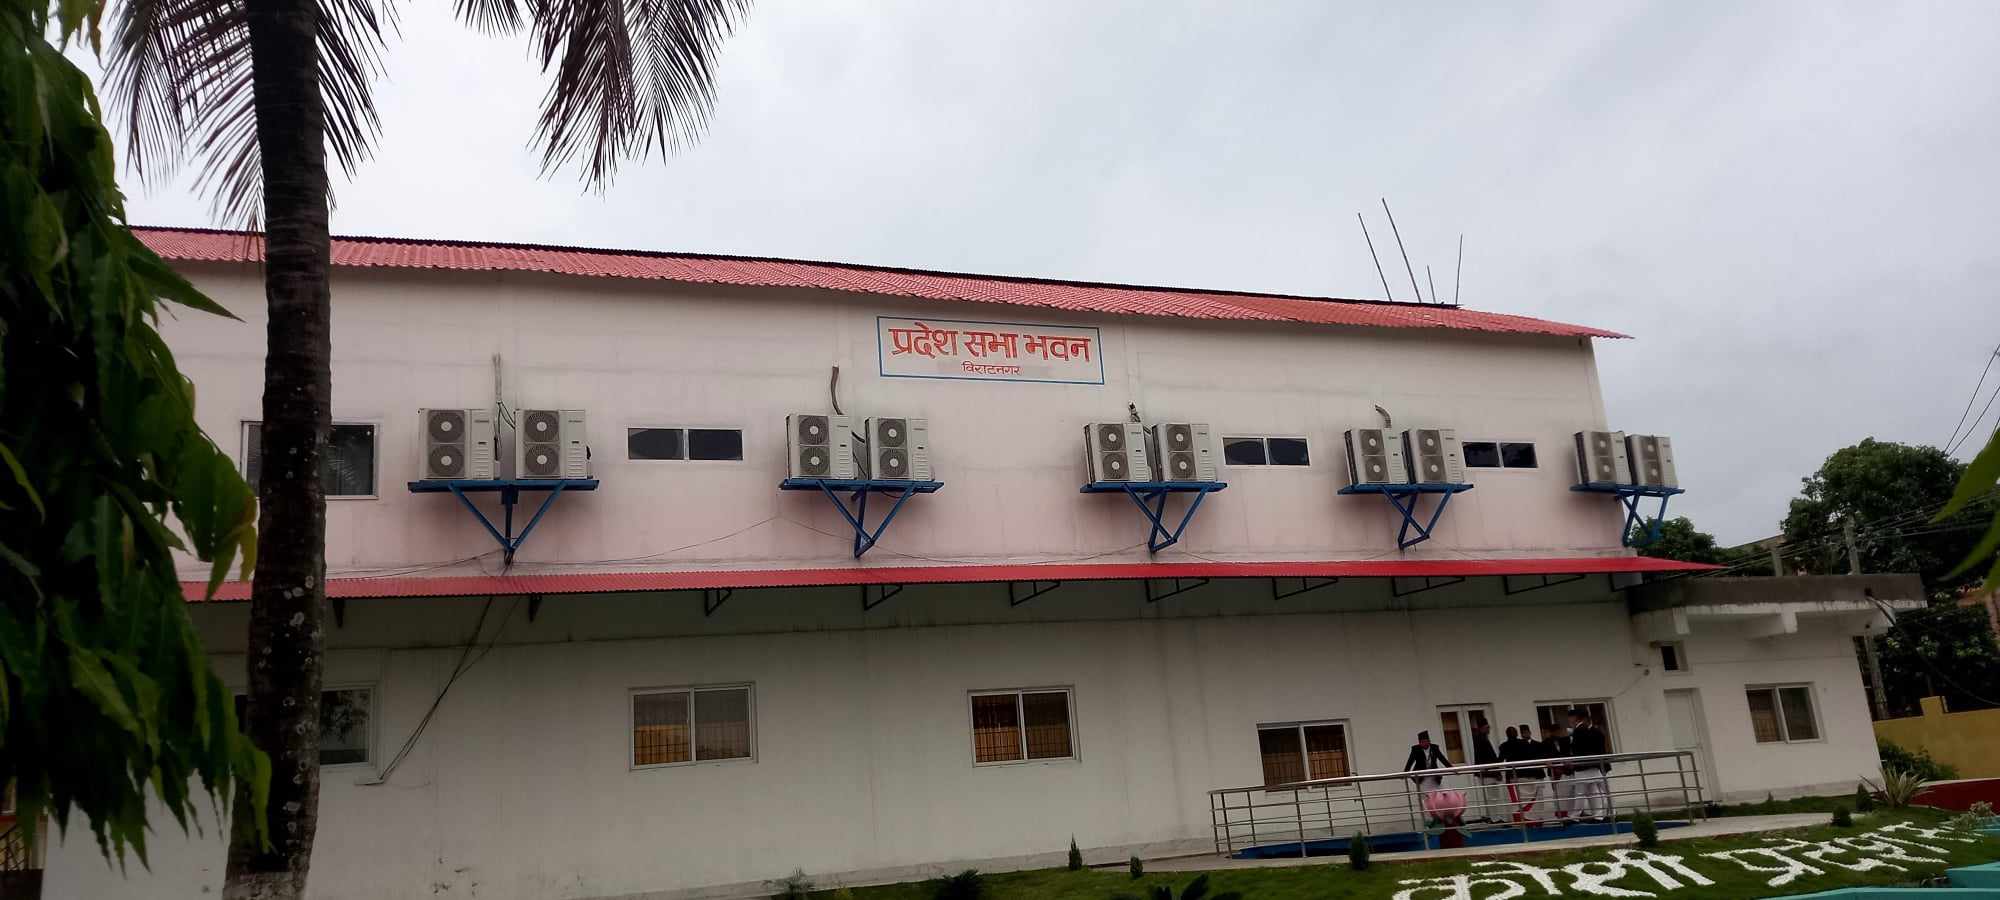 प्रदेश सभा भवन
विराटनगर
कोशी प्रदेश